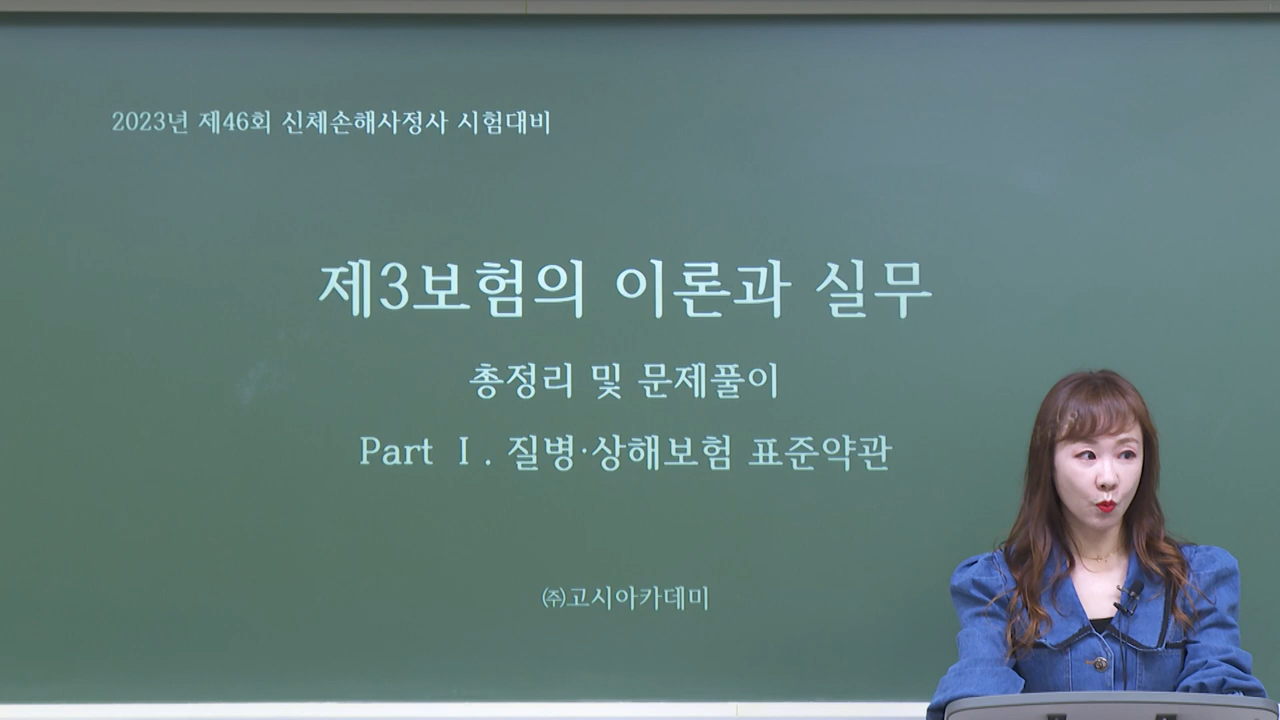 2023년 제46회 신체손해사정사 시험대비
제3보험의 이론과 실무
총정리 및 문제풀이
Part Ⅰ. 질병·상해보험 표준약관
㈜고시아카데미